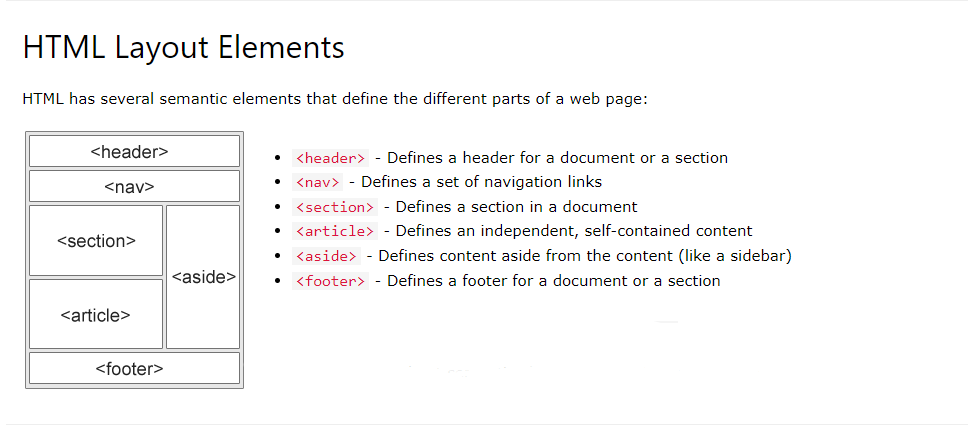 HTML Layout Elements
HTML has several semantic elements that define the different parts of a web page:
<header>
<nav>
<section>
<aside>
<article>
<footer>
<header> - Defines a header for a document or a section
<nav> - Defines a set of navigation links
<section> - Defines a section in a document
<article> - Defines an independent, self-contained content
<aside> - Defines content aside from the content (like a sidebar)
<footer> - Defines a footer for a document or a section